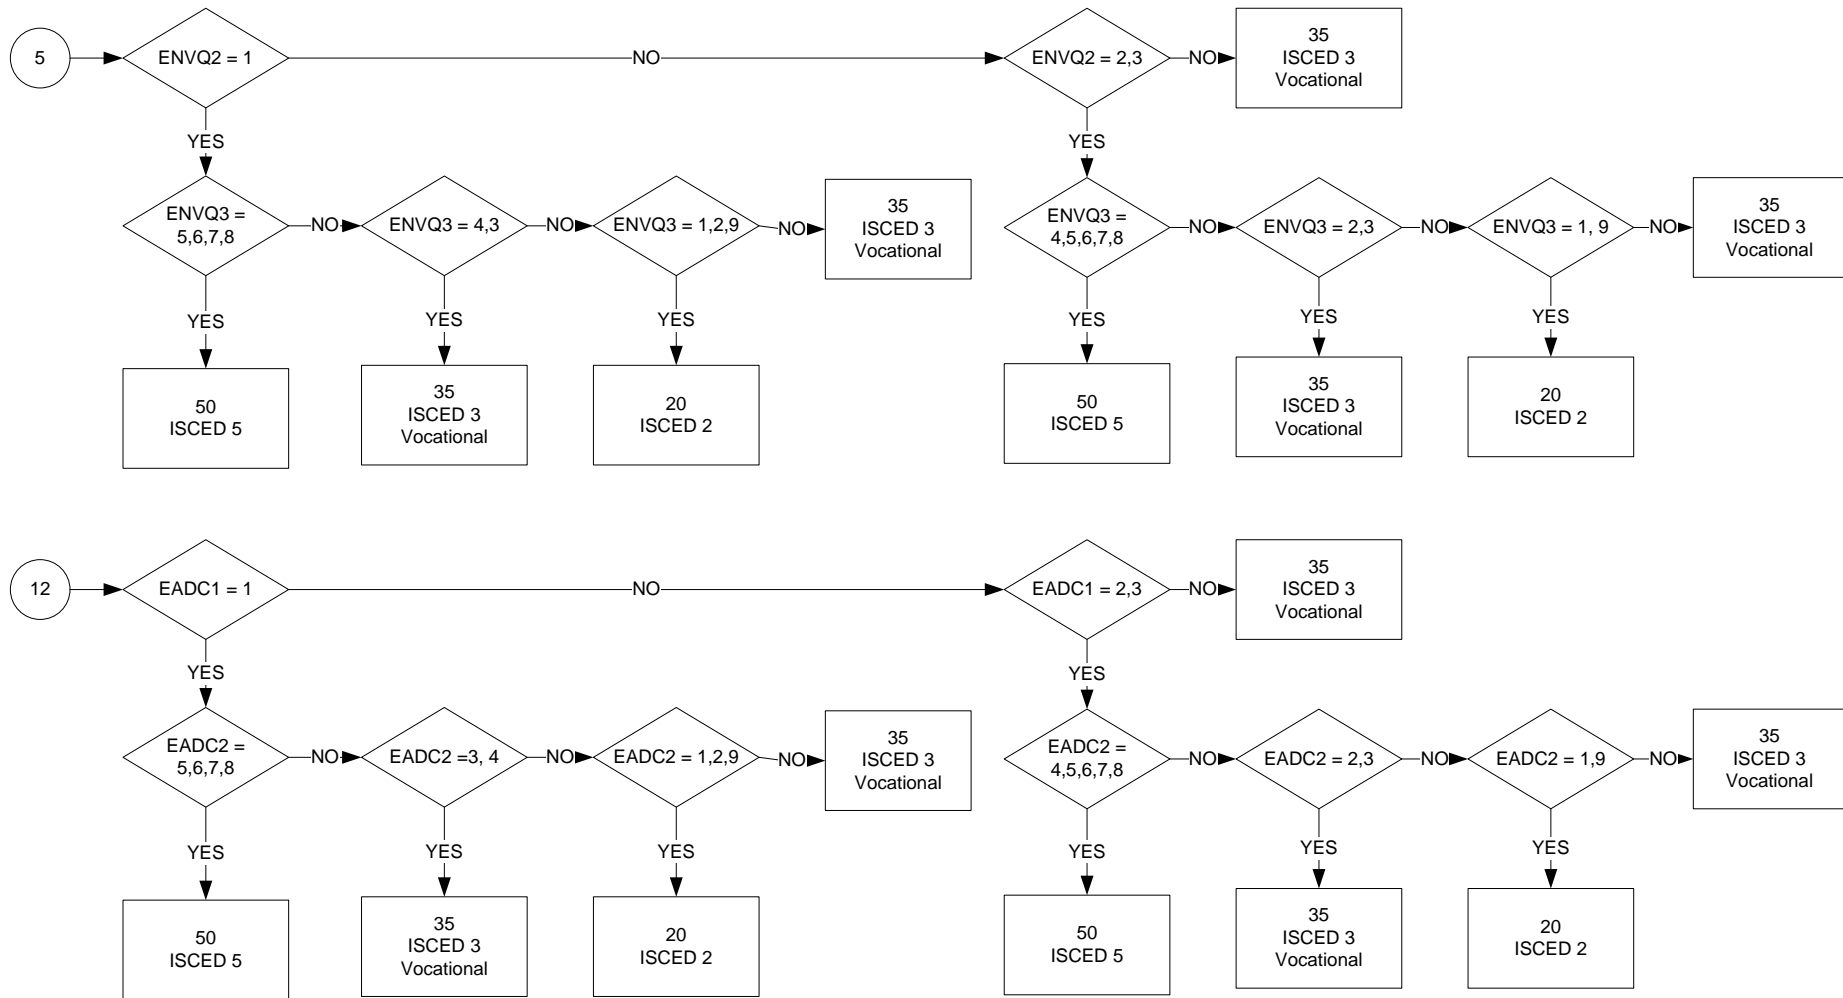 5
ENVQ2 = 1
NO
ENVQ2 = 2,3
NO
35
ISCED 3
Vocational
YES
YES
ENVQ3 =
5,6,7,8
NO
ENVQ3 = 4,3
NO
ENVQ3 = 1,2,9
NO
35
ISCED 3
Vocational
ENVQ3 =
4,5,6,7,8
NO
ENVQ3 = 2,3
NO
ENVQ3 = 1, 9
NO
35
ISCED 3
Vocational
YES
YES
YES
YES
YES
YES
50
ISCED 5
35
ISCED 3
Vocational
20
ISCED 2
50
ISCED 5
35
ISCED 3
Vocational
20
ISCED 2
12
EADC1 = 1
NO
EADC1 = 2,3
NO
35
ISCED 3
Vocational
YES
YES
EADC2 =
5,6,7,8
NO
EADC2 =3, 4
NO
EADC2 = 1,2,9
NO
35
ISCED 3
Vocational
EADC2 =
4,5,6,7,8
NO
EADC2 = 2,3
NO
EADC2 = 1,9
NO
35
ISCED 3
Vocational
YES
YES
YES
YES
YES
YES
50
ISCED 5
35
ISCED 3
Vocational
20
ISCED 2
50
ISCED 5
35
ISCED 3
Vocational
20
ISCED 2